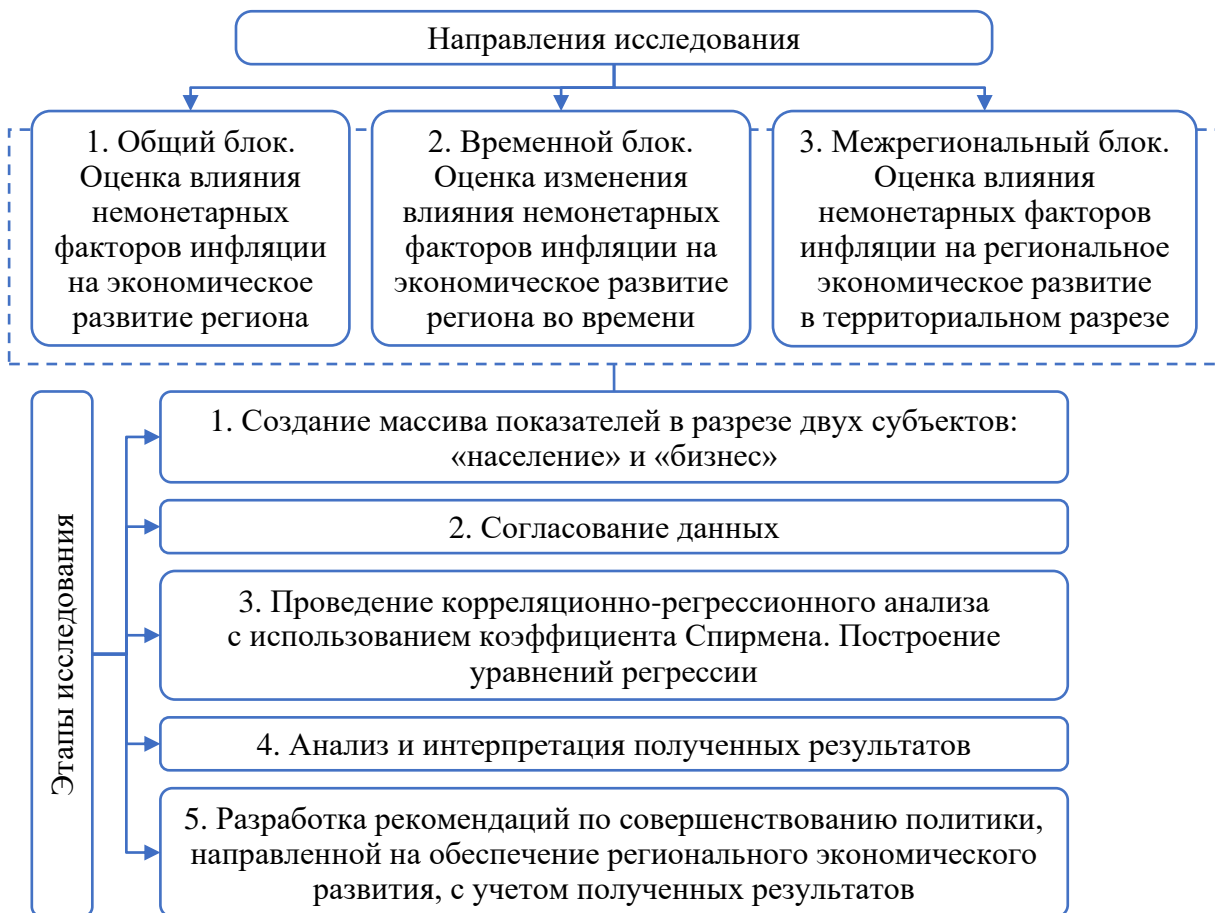 Направления исследования
1. Общий блок.
Оценка влияния
немонетарных
факторов инфляции
на экономическое
развитие региона
2. Временной блок.
Оценка изменения
влияния немонетарных
факторов инфляции на
экономическое развитие
региона во времени
3. Межрегиональный блок.
Оценка влияния
немонетарных факторов
инфляции на региональное
экономическое развитие
в территориальном разрезе
Этапы исследования
1. Создание массива показателей в разрезе двух субъектов:
«население» и «бизнес»
2. Согласование данных
3. Проведение корреляционно-регрессионного анализа
с использованием коэффициента Спирмена. Построение
уравнений регрессии
4. Анализ и интерпретация полученных результатов
5. Разработка рекомендаций по совершенствованию политики,
направленной на обеспечение регионального экономического
развития, с учетом полученных результатов